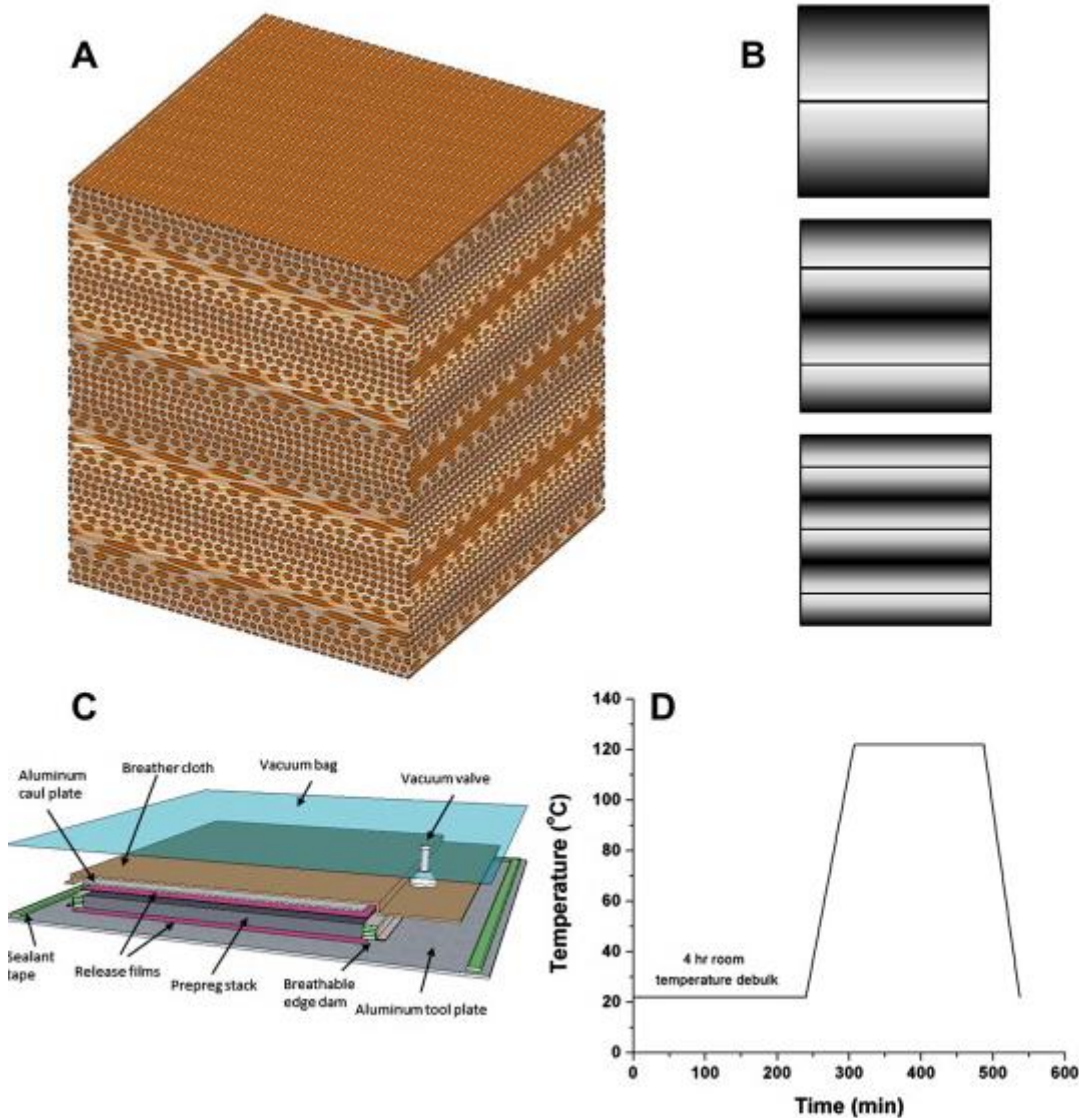 A
B
C
Aluminum
caul plate
Breather cloth
Vacuum bag
Vacuum valve
Sealant
tape
Release films
Prepreg stack
Breathable
edge dam
Aluminum tool plate
D
Temperature (°C)
140
120
100
80
60
40
20
0
4 hr room
temperature debulk
0 100 200 300 400 500 600
Time (min)